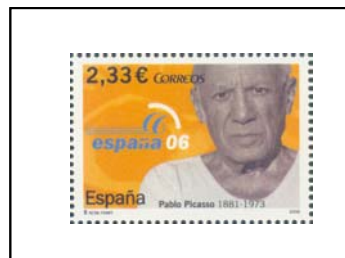 2,33 € CORREOS
españa 06
España
Pablo Picasso 1881-1973